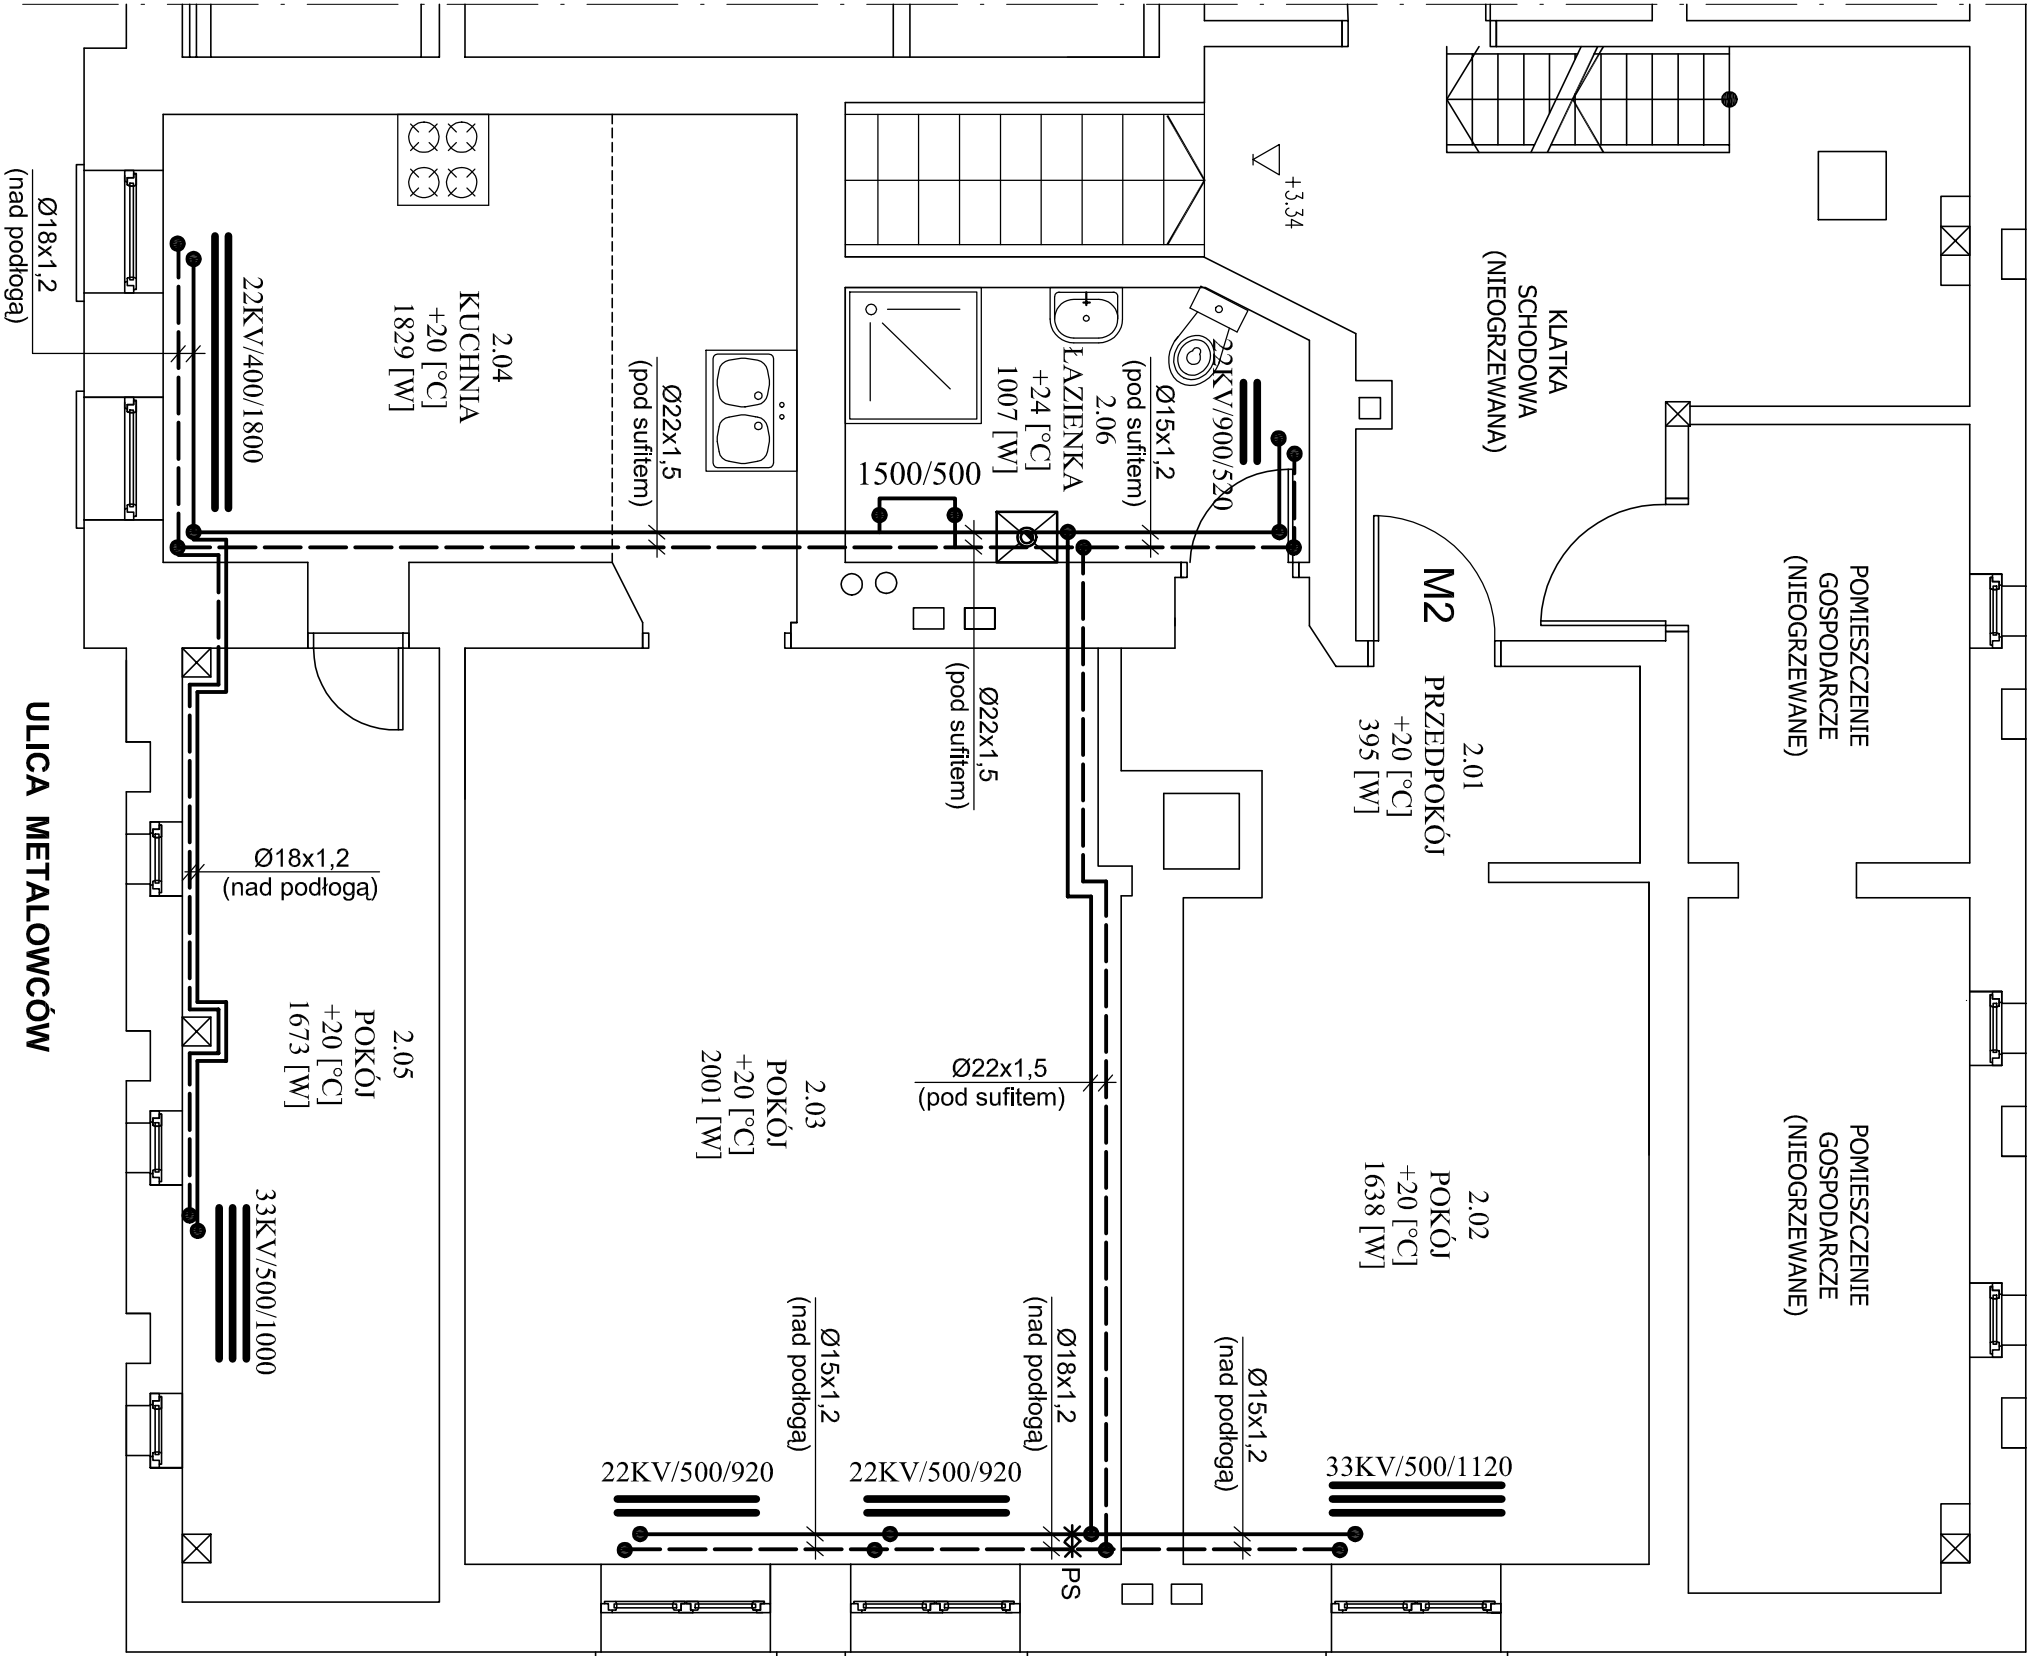 +3.34
KLATKA
SCHODOWA
(NIEOGRZEWANA)
Ø18x1,2
(nad podłogą)
22KV/400/1800
2.04
KUCHNIA
+20 [°C]
1829 [W]
Ø22x1,5
(pod sufitem)
1500/500
2.06
ŁAZIENKA
+24 [°C]
1007 [W]
Ø15x1,2
(pod sufitem)
22KV/900/520
M2
POMIESZCZENIE
GOSPODARCZE
(NIEOGRZEWANE)
2.01
PRZEDPOKÓJ
+20 [°C]
395 [W]
Ø22x1,5
(pod sufitem)
ULICA METALOWCÓW
Ø18x1,2
(nad podłogą)
2.05
POKÓJ
+20 [°C]
1673 [W]
33KV/500/1000
2.03
POKÓJ
+20 [°C]
2001 [W]
Ø22x1,5
(pod sufitem)
2.02
POKÓJ
+20 [°C]
1638 [W]
POMIESZCZENIE
GOSPODARCZE
(NIEOGRZEWANE)
Ø15x1,2
(nad podłogą)
Ø18x1,2
(nad podłogą)
Ø15x1,2
(nad podłogą)
22KV/500/920
22KV/500/920
33KV/500/1120
PS